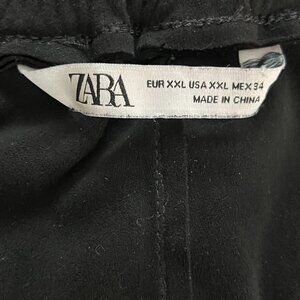 ZARA
EUR XXL USA XXL MEX 34
MADE IN CHINA